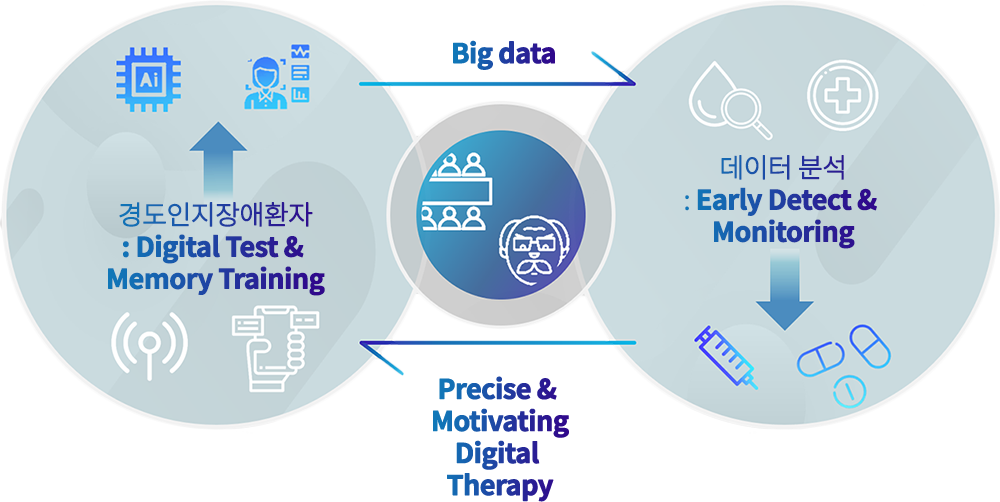 Big data
Ai
경도인지장애환자
: Digital Test &
Memory Training
데이터 분석
: Early Detect &
Monitoring
Precise &
Motivating
Digital
Therapy